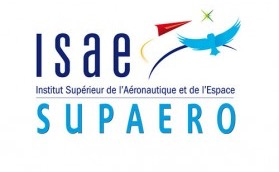 isae
Institut Supérieur de l'Aéronautique et de l'Espace
SUPAERO